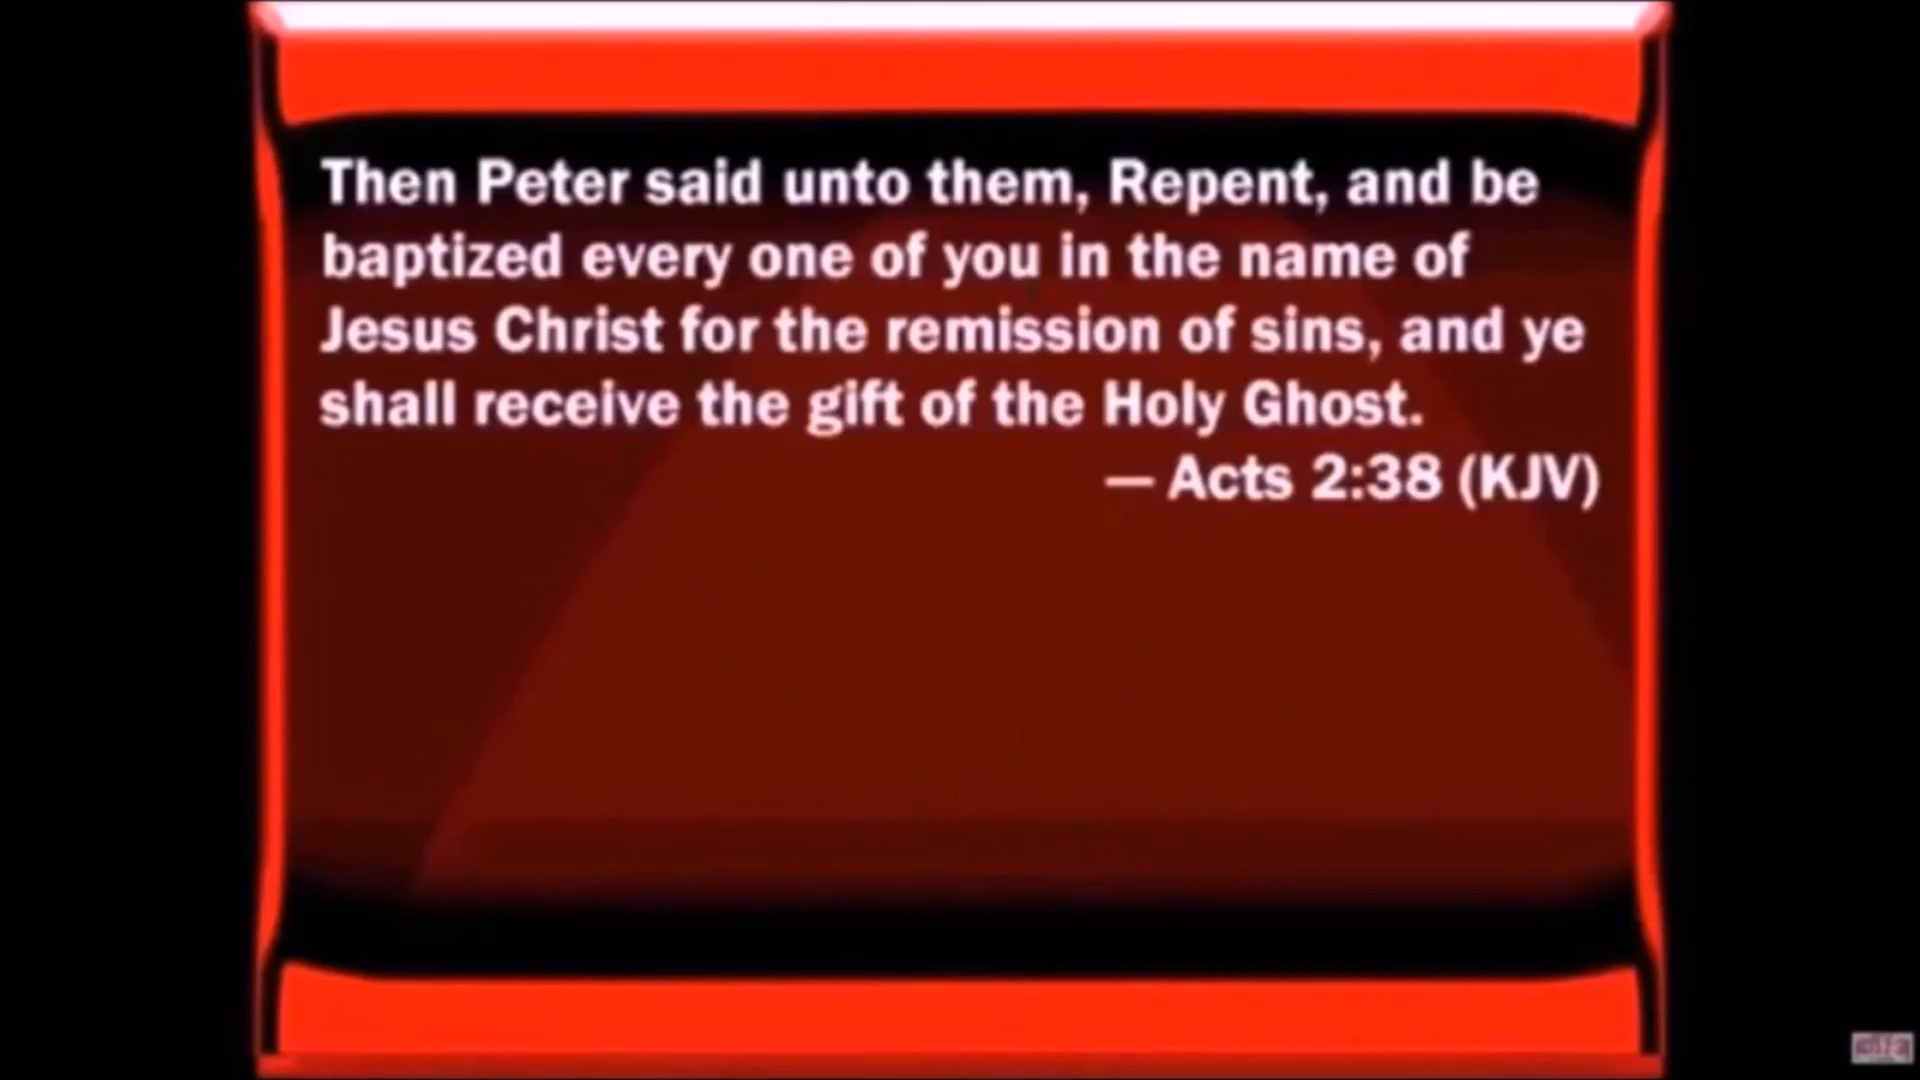 Then Peter said unto them, Repent, and be
baptized every one of you in the name of
Jesus Christ for the remission of sins, and ye
shall receive the gift of the Holy Ghost.
— Acts 2:38 (KJV)